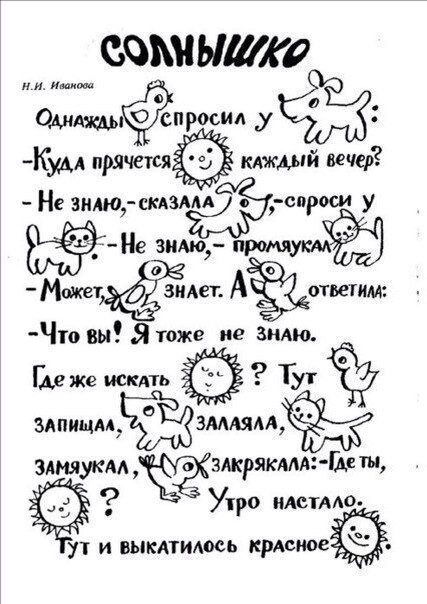 СОЛНЫШКО
Н.И. Иванова
Однажды спросил у :
-Куда прячется каждый вечер?
- Не знаю,- сказала ,-спроси у
.- Не знаю,- промяукал
- Может, знает. А ответила:
-Что вы! Я тоже не знаю.
Где же искать ? Тут
запищал, залаяла,
замяукал, закрякала:-Где ты,
? Утро настало.
Тут и выкатилось красное .